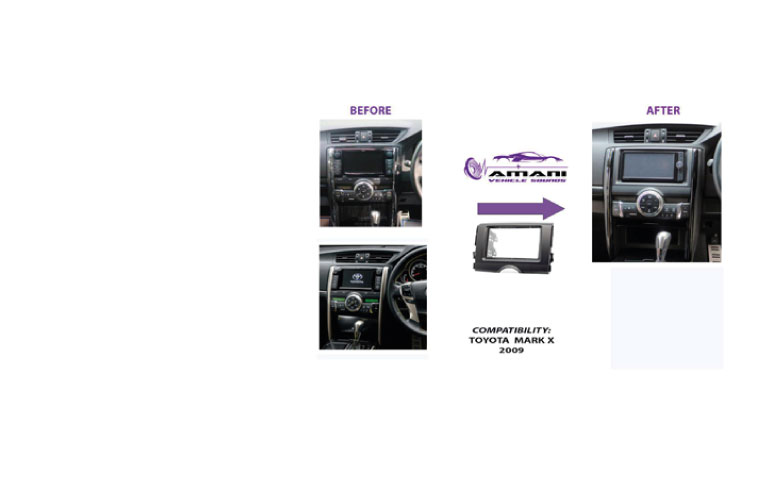 BEFORE
AFTER
AMANI
VEHICLE SOUNDS
COMPATIBILITY:
TOYOTA MARK X
2009